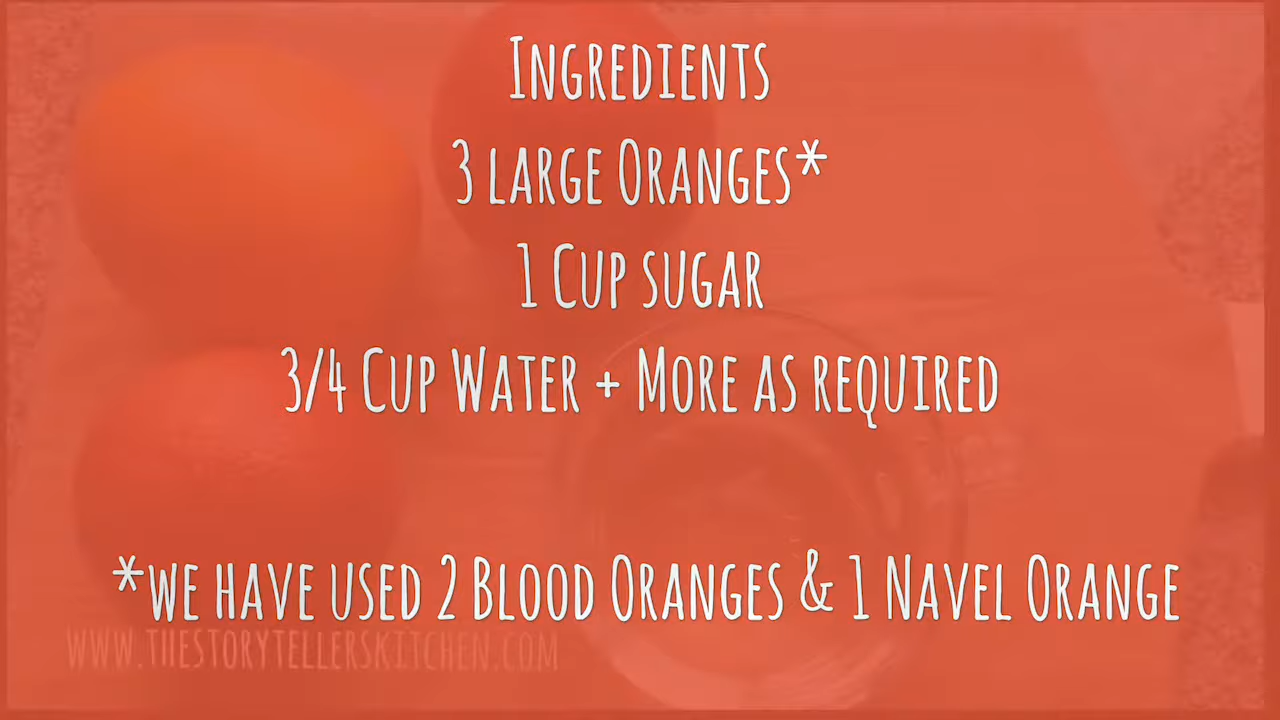 Ingredients
3 large Oranges*
1 Cup sugar
3/4 Cup Water + More as required
*we have used 2 Blood Oranges & 1 Navel Orange
www.thestorytellerskitchen.com